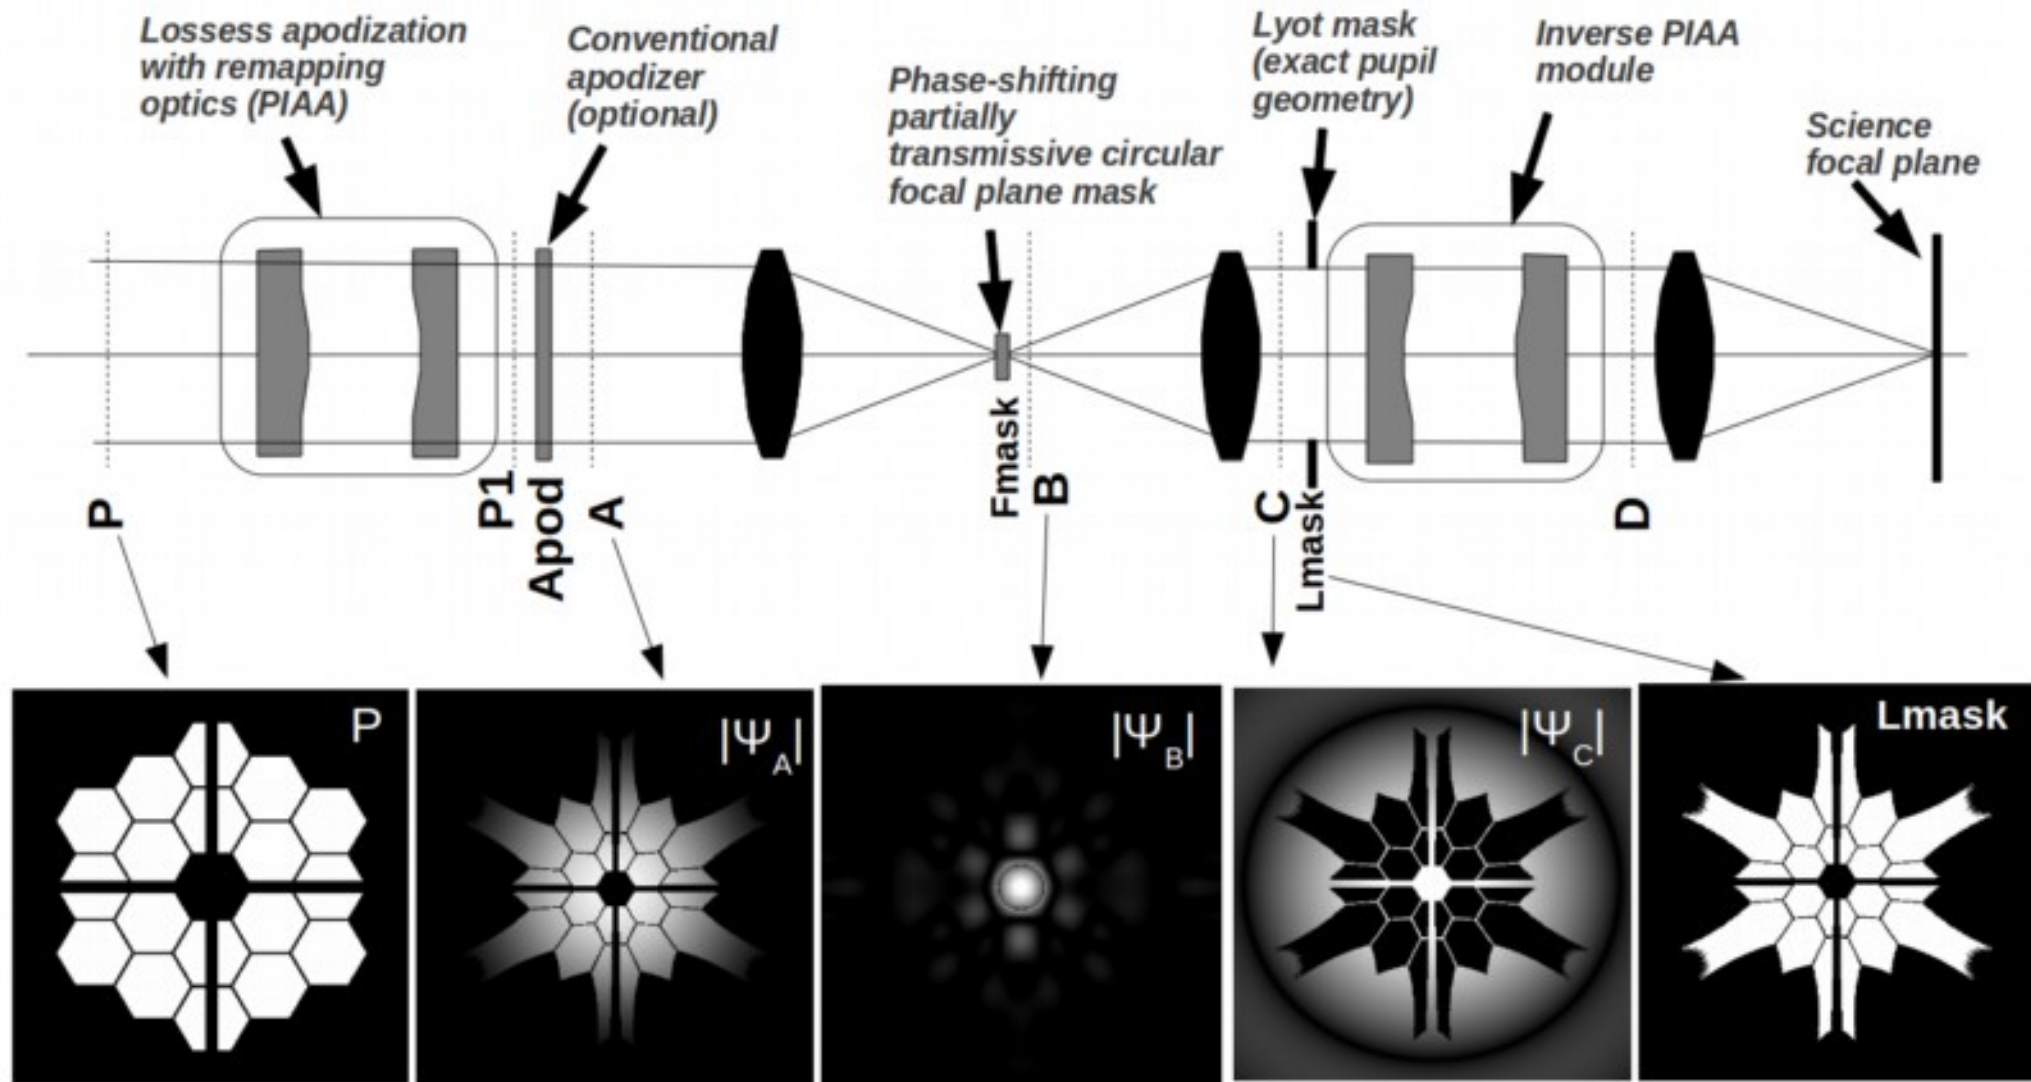 Lossess apodization
with remapping
optics (PIAA)
Conventional
apodizer
(optional)
Phase-shifting
partially
transmissive circular
focal plane mask
Lyot mask
(exact pupil
geometry)
Inverse PIAA
module
Science
focal plane
P
P1
Apod
A
Fmask
B
C
Lmask
D
P
|Ψ_A|
|Ψ_B|
|Ψ_C|
Lmask